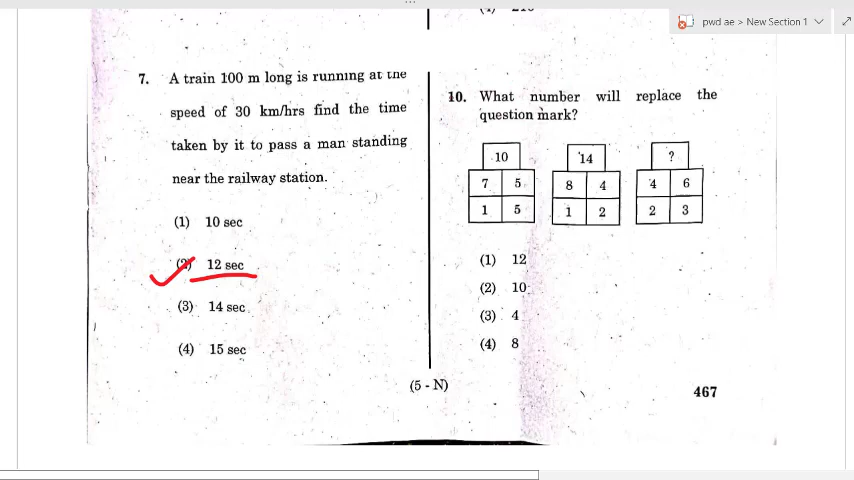 pwd ae > New Section 1
7. A train 100 m long is running at the
speed of 30 km/hrs find the time
taken by it to pass a man standing
near the railway station.
(1) 10 sec
(2) 12 sec
(3) 14 sec
(4) 15 sec
10. What number will replace the
question mark?
10 14 ?
7 5 8 4 4 6
1 5 1 2 2 3
(1) 12
(2) 10
(3) 4
(4) 8
(5 - N)
467